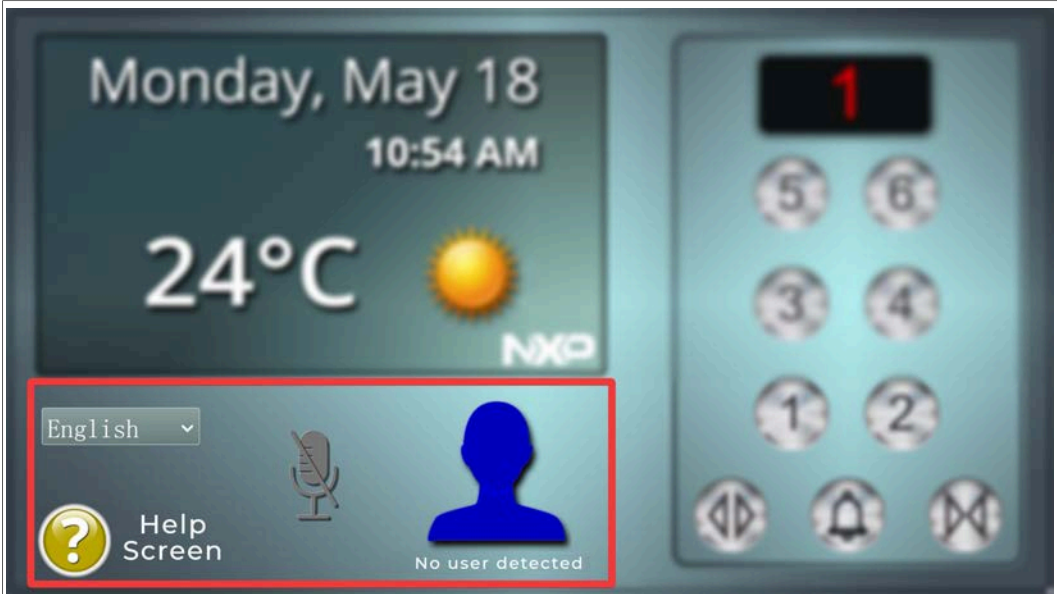 Monday, May 18
10:54 AM
24°C
NXP
English
Help
Screen
No user detected
1
5 6
3 4
1 2